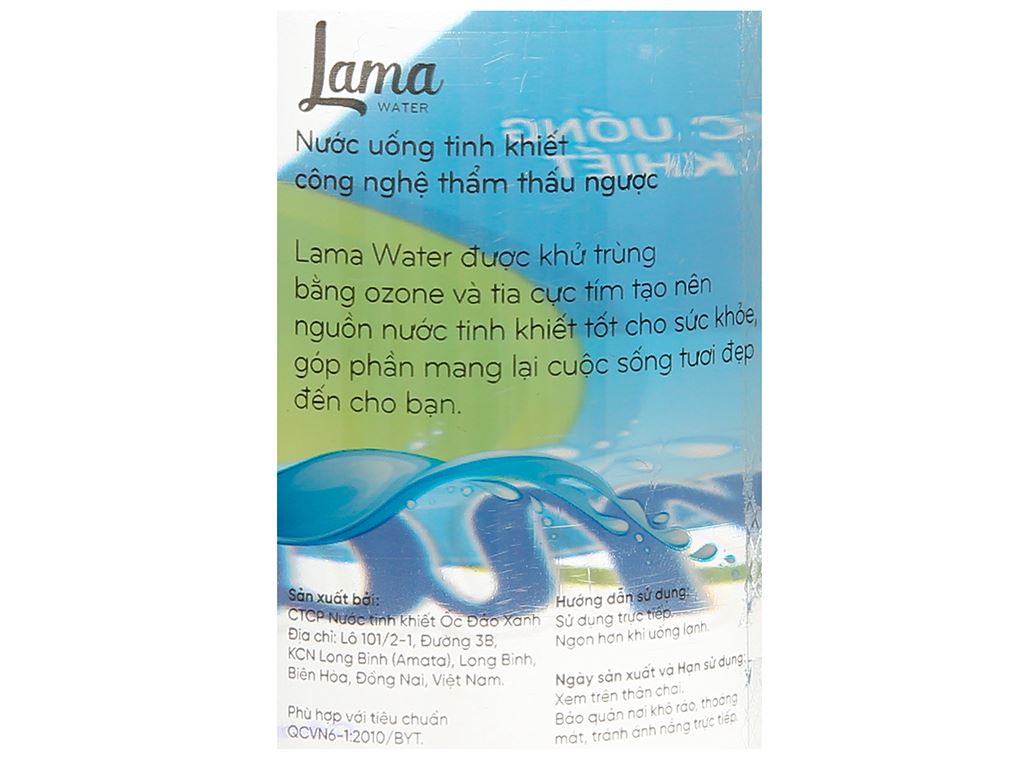 Lama
WATER
Nước uống tinh khiết
công nghệ thẩm thấu ngược
ỚC UỐNG
KHIẾT
Lama Water được khử trùng
bằng ozone và tia cực tím tạo nên
nguồn nước tinh khiết tốt cho sức khỏe,
góp phần mang lại cuộc sống tươi đẹp
đến cho bạn.
Sản xuất bởi:
CTCP Nước tinh khiết Ốc Đảo Xanh
Địa chỉ: Lô 101/2-1, Đường 3B,
KCN Long Bình (Amata), Long Bình,
Biên Hòa, Đồng Nai, Việt Nam.
Phù hợp với tiêu chuẩn
QCVN6-1:2010/BYT.
Hướng dẫn sử dụng:
Sử dụng trực tiếp.
Ngon hơn khi uống lạnh.
Ngày sản xuất và Hạn sử dụng:
Xem trên thân chai.
Bảo quản nơi khô ráo, thoáng
mát, tránh ánh nắng trực tiếp.